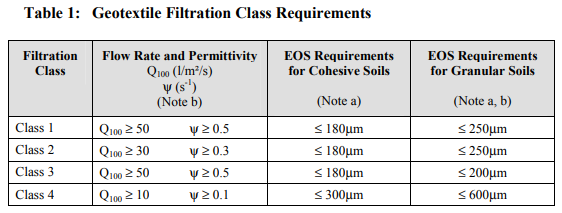 Table 1: Geotextile Filtration Class Requirements
Filtration Class Flow Rate and Permittivity Q₁₀₀ (l/m²/s) ψ (s⁻¹) (Note b) EOS Requirements for Cohesive Soils (Note a) EOS Requirements for Granular Soils (Note a, b)
Class 1 Q₁₀₀ ≥ 50 ψ ≥ 0.5 ≤ 180µm ≤ 250µm
Class 2 Q₁₀₀ ≥ 30 ψ ≥ 0.3 ≤ 180µm ≤ 250µm
Class 3 Q₁₀₀ ≥ 50 ψ ≥ 0.5 ≤ 180µm ≤ 200µm
Class 4 Q₁₀₀ ≥ 10 ψ ≥ 0.1 ≤ 300µm ≤ 600µm